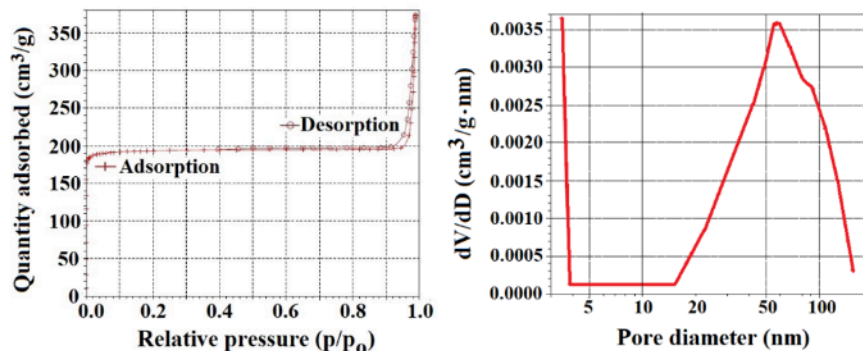 Quantity adsorbed (cm³/g)
350
300
250
200
150
100
50
0
Desorption
Adsorption
0.0 0.2 0.4 0.6 0.8 1.0
Relative pressure (p/pₒ)
dV/dD (cm³/g·nm)
0.0035
0.0030
0.0025
0.0020
0.0015
0.0010
0.0005
0.0000
5 10 20 50 100
Pore diameter (nm)